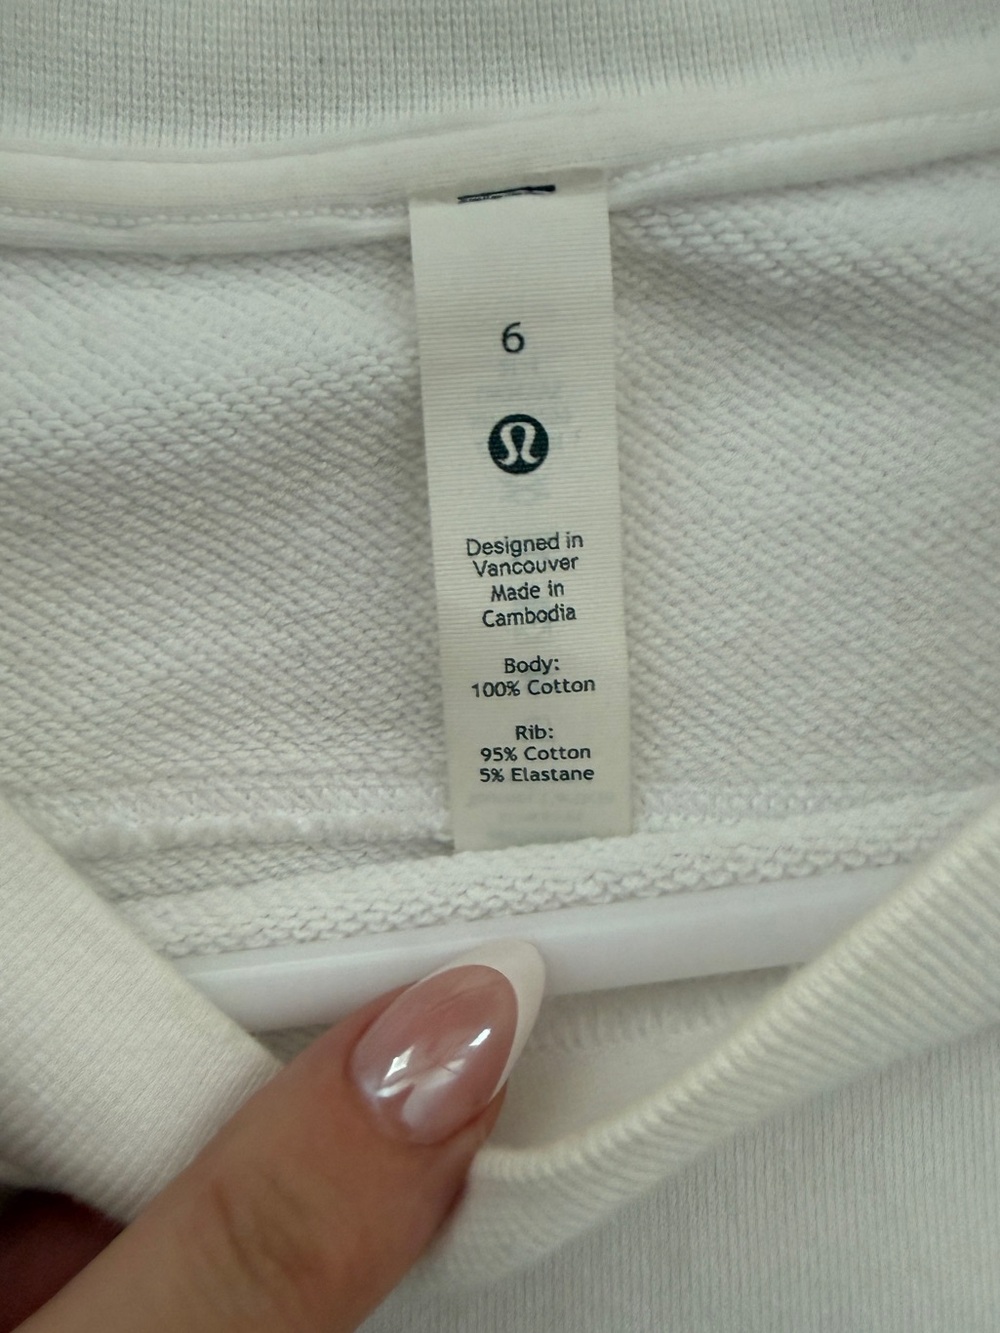 6
Designed in
Vancouver
Made in
Cambodia
Body:
100% Cotton
Rib:
95% Cotton
5% Elastane